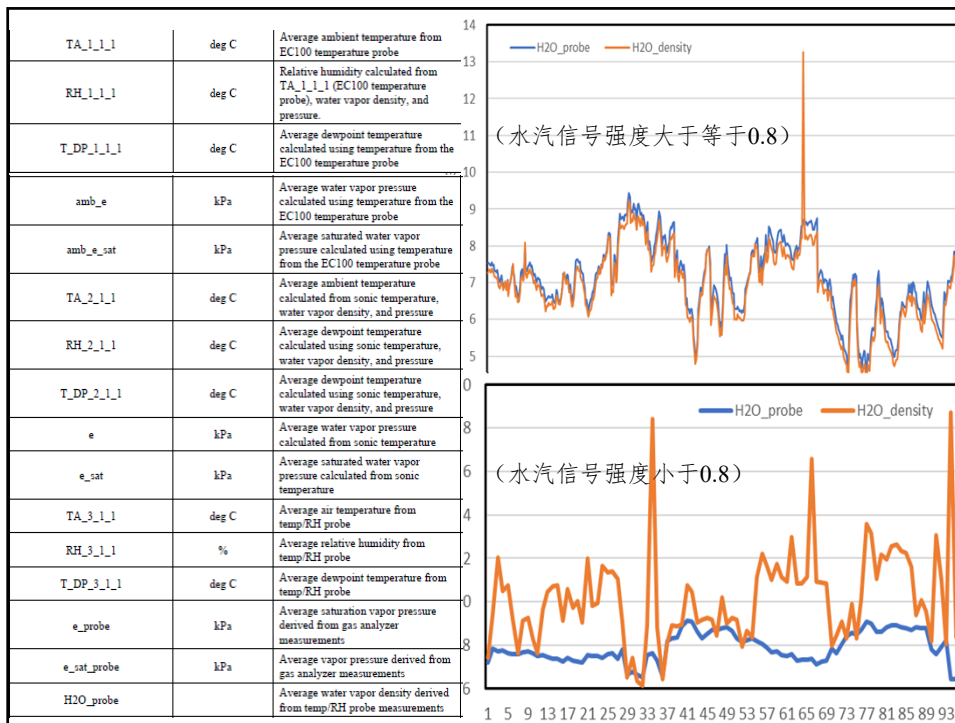 TA_1_1_1
deg C
Average ambient temperature from
EC100 temperature probe
RH_1_1_1
deg C
Relative humidity calculated from
TA_1_1_1 (EC100 temperature
probe), water vapor density, and
pressure.
T_DP_1_1_1
deg C
Average dewpoint temperature
calculated using temperature from the
EC100 temperature probe
amb_e
kPa
Average water vapor pressure
calculated using temperature from the
EC100 temperature probe
amb_e_sat
kPa
Average saturated water vapor
pressure calculated using temperature
from the EC100 temperature probe
TA_2_1_1
deg C
Average ambient temperature
calculated from sonic temperature,
water vapor density, and pressure
RH_2_1_1
deg C
Average dewpoint temperature
calculated using sonic temperature,
water vapor density, and pressure
T_DP_2_1_1
deg C
Average dewpoint temperature
calculated using sonic temperature,
water vapor density, and pressure
e
kPa
Average water vapor pressure
calculated from sonic temperature
e_sat
kPa
Average saturated water vapor
pressure calculated from sonic
temperature
TA_3_1_1
deg C
Average air temperature from
temp/RH probe
RH_3_1_1
%
Average relative humidity from
temp/RH probe
T_DP_3_1_1
deg C
Average dewpoint temperature from
temp/RH probe
e_probe
kPa
Average saturation vapor pressure
derived from gas analyzer
measurements
e_sat_probe
kPa
Average vapor pressure derived from
gas analyzer measurements
H2O_probe
Average water vapor density derived
from temp/RH probe measurements
H2O_probe H2O_density
(水汽信号强度大于等于0.8)
14
13
12
11
10
9
8
7
6
5
H2O_probe H2O_density
(水汽信号强度小于0.8)
0
8
6
4
2
0
8
6
1 5 9 13 17 21 25 29 33 37 41 45 49 53 57 61 65 69 73 77 81 85 89 93